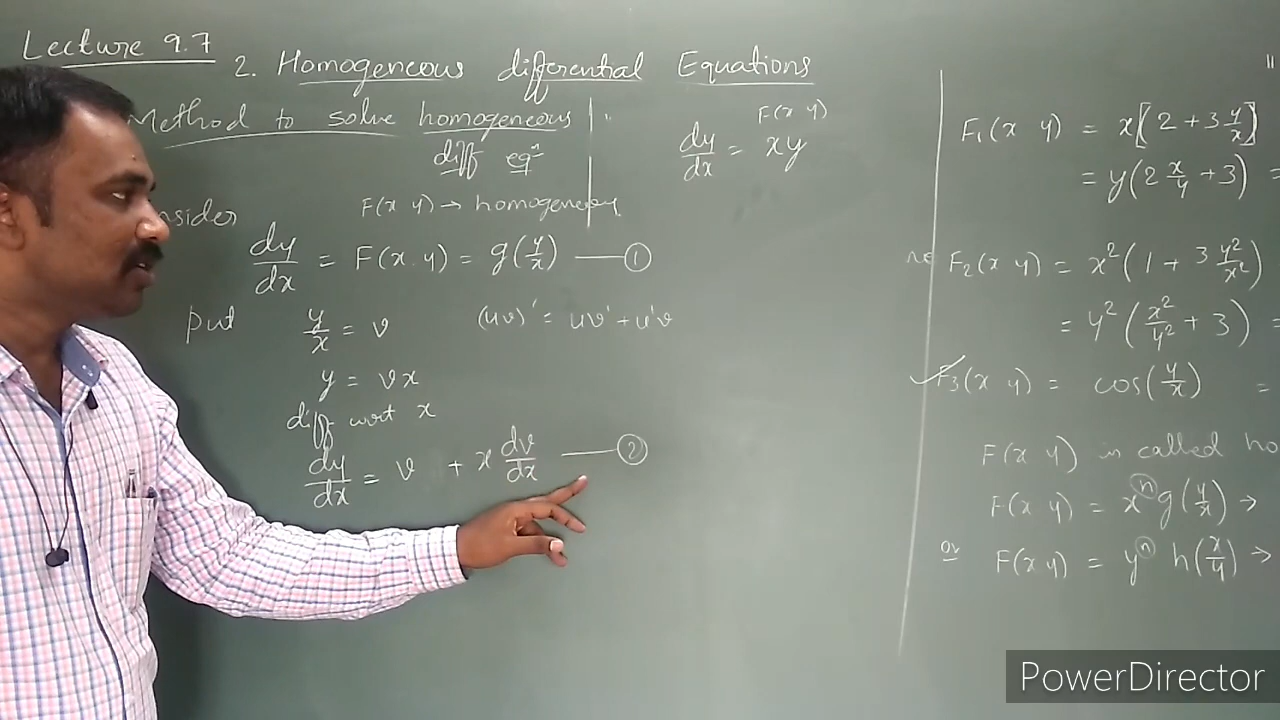 Lecture 9.7
2. Homogeneous differential Equations
Method to solve homogeneous
diff eqⁿ
F(x y)
dy/dx = xy
F(x y) → homogeneous
dy/dx = F(x y) = g(y/x) —— ①
put y/x = v
(uv)' = uv' + u'v
y = vx
diff wrt x
dy/dx = v + x dv/dx —— ②
F₁(x y) = x[2 + 3 y/x]
= y(2 x/y + 3) =
F₂(x y) = x²(1 + 3 y²/x²)
= y²(x²/y² + 3) =
✓ F₃(x y) = cos(y/x) =
F(x y) is called ho
F(x y) = xⁿ g(y/x) →
or F(x y) = yⁿ h(x/y) →
PowerDirector